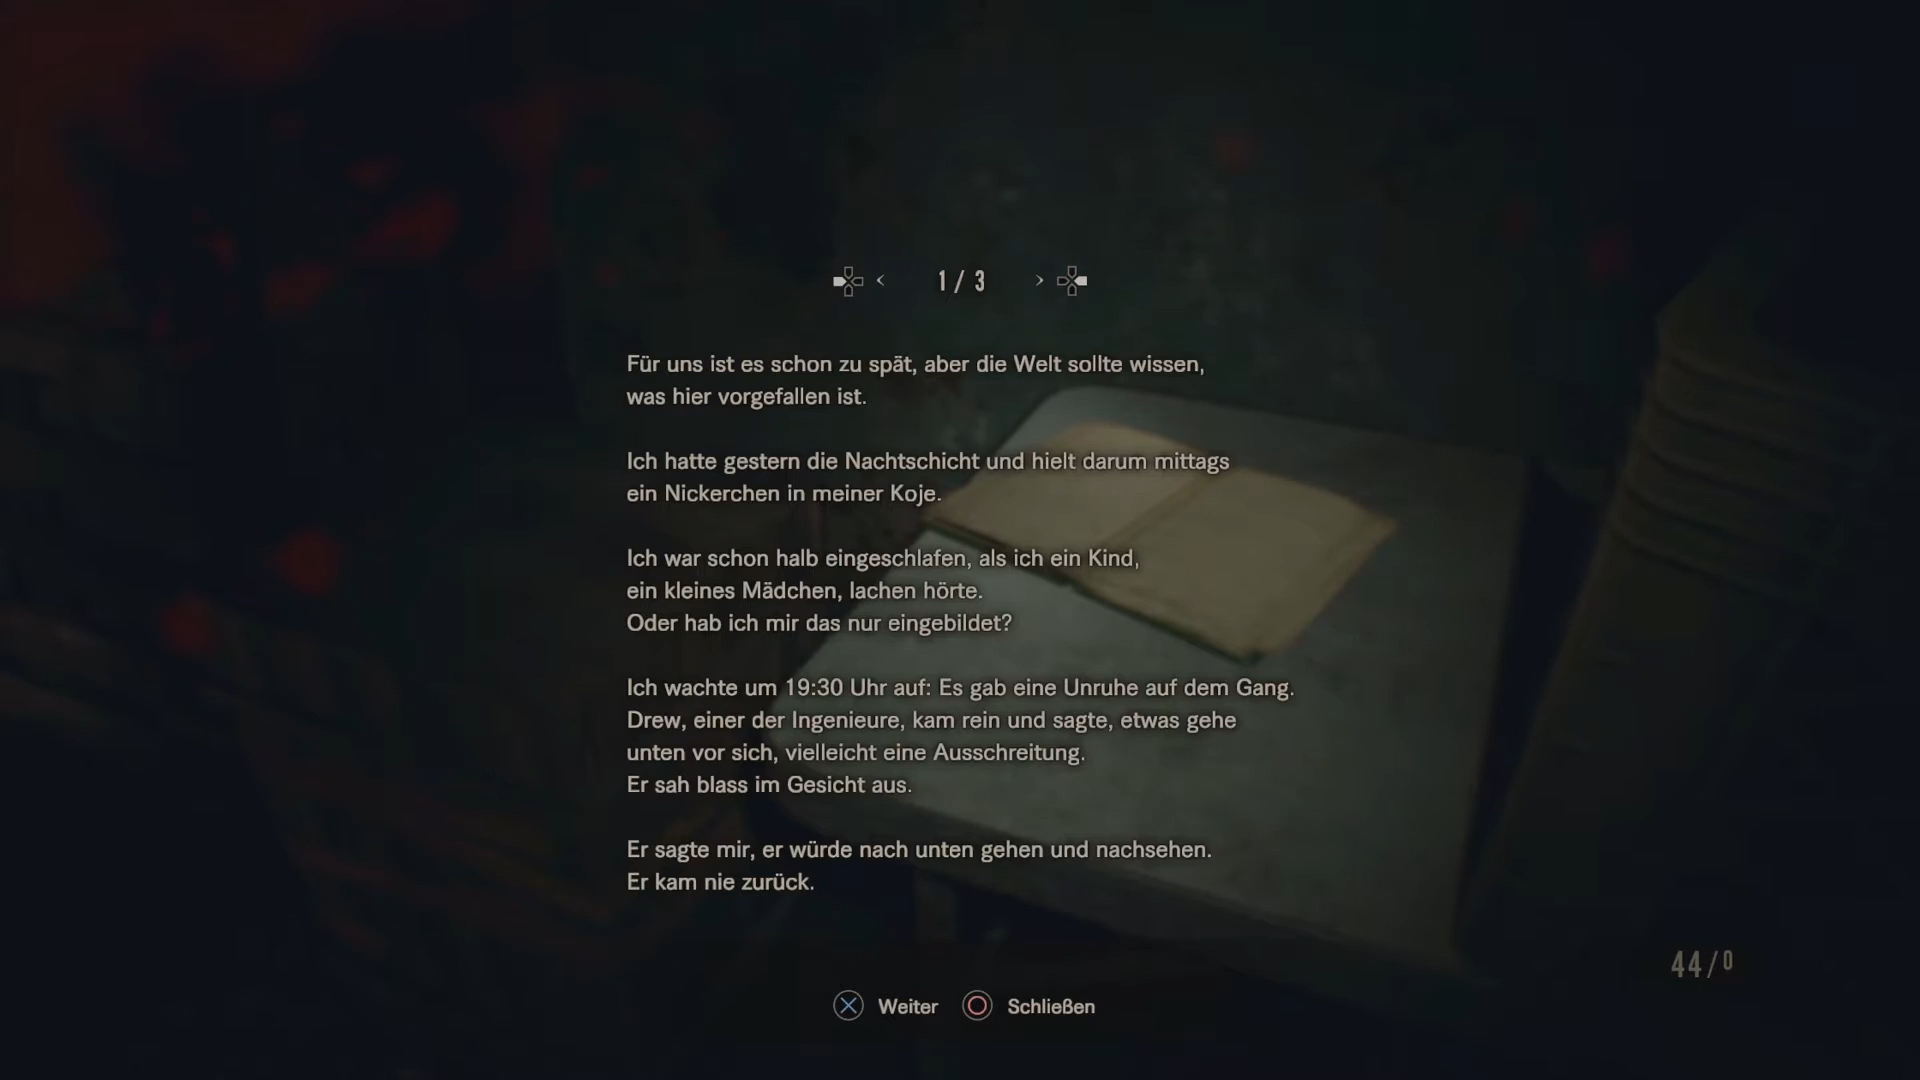 < 1 / 3 >
Für uns ist es schon zu spät, aber die Welt sollte wissen,
was hier vorgefallen ist.
Ich hatte gestern die Nachtschicht und hielt darum mittags
ein Nickerchen in meiner Koje.
Ich war schon halb eingeschlafen, als ich ein Kind,
ein kleines Mädchen, lachen hörte.
Oder hab ich mir das nur eingebildet?
Ich wachte um 19:30 Uhr auf: Es gab eine Unruhe auf dem Gang.
Drew, einer der Ingenieure, kam rein und sagte, etwas gehe
unten vor sich, vielleicht eine Ausschreitung.
Er sah blass im Gesicht aus.
Er sagte mir, er würde nach unten gehen und nachsehen.
Er kam nie zurück.
44/0
Weiter Schließen